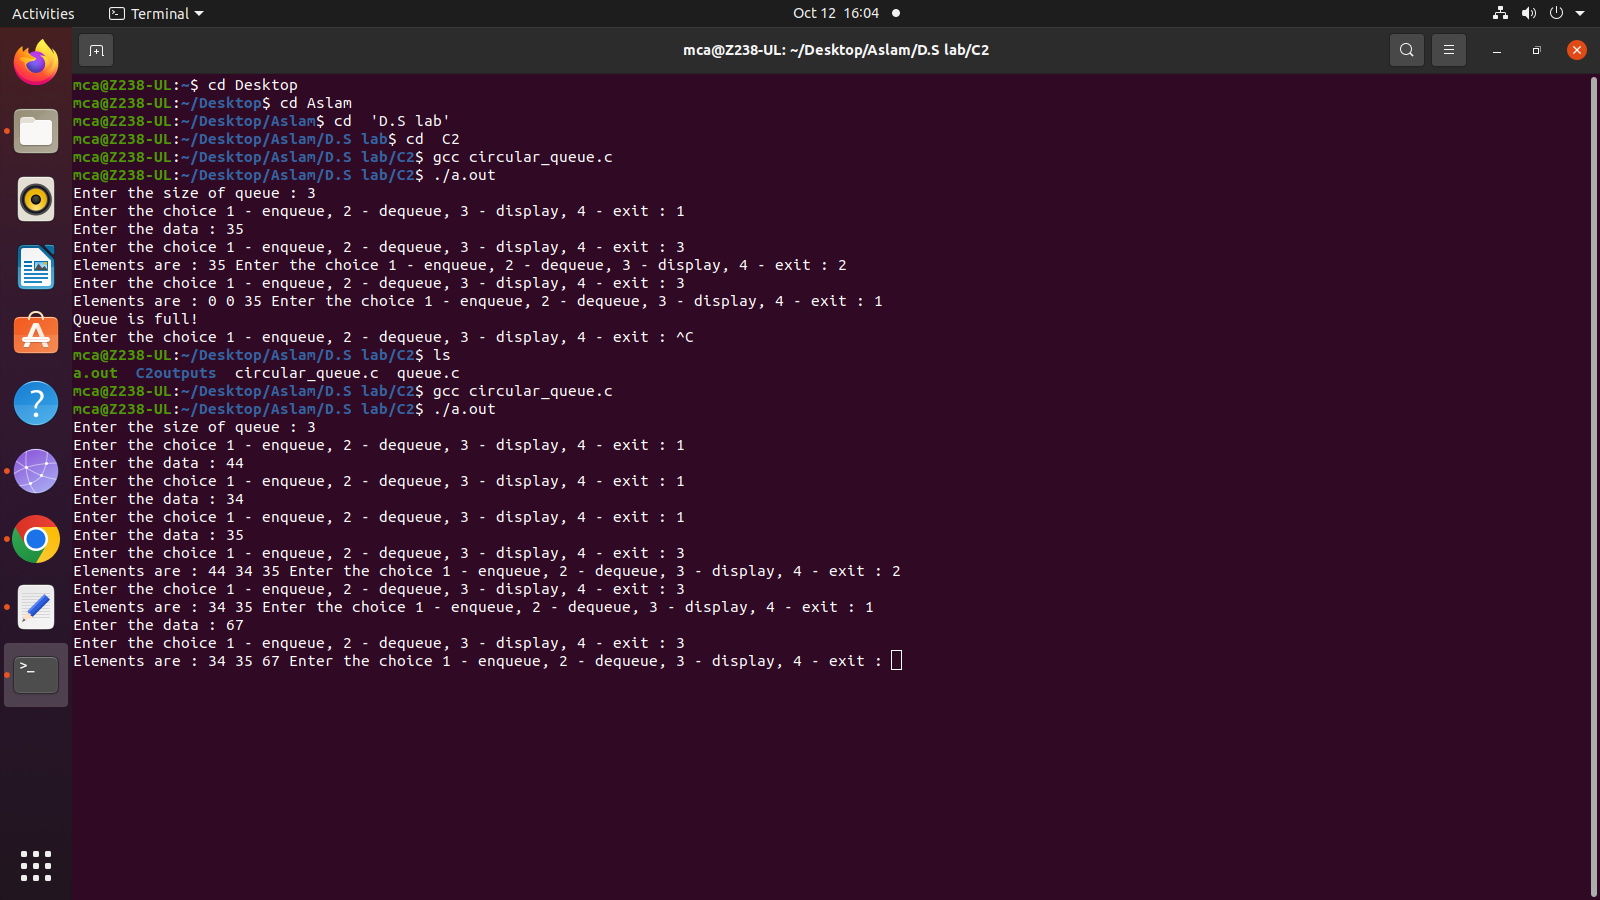 Activities
Terminal
Oct 12 16:04
mca@Z238-UL: ~/Desktop/Aslam/D.S lab/C2
mca@Z238-UL:~$ cd Desktop
mca@Z238-UL:~/Desktop$ cd Aslam
mca@Z238-UL:~/Desktop/Aslam$ cd  'D.S lab'
mca@Z238-UL:~/Desktop/Aslam/D.S lab$ cd  C2
mca@Z238-UL:~/Desktop/Aslam/D.S lab/C2$ gcc circular_queue.c
mca@Z238-UL:~/Desktop/Aslam/D.S lab/C2$ ./a.out
Enter the size of queue : 3
Enter the choice 1 - enqueue, 2 - dequeue, 3 - display, 4 - exit : 1
Enter the data : 35
Enter the choice 1 - enqueue, 2 - dequeue, 3 - display, 4 - exit : 3
Elements are : 35 Enter the choice 1 - enqueue, 2 - dequeue, 3 - display, 4 - exit : 2
Enter the choice 1 - enqueue, 2 - dequeue, 3 - display, 4 - exit : 3
Elements are : 0 0 35 Enter the choice 1 - enqueue, 2 - dequeue, 3 - display, 4 - exit : 1
Queue is full!
Enter the choice 1 - enqueue, 2 - dequeue, 3 - display, 4 - exit : ^C
mca@Z238-UL:~/Desktop/Aslam/D.S lab/C2$ ls
a.out  C2outputs  circular_queue.c  queue.c
mca@Z238-UL:~/Desktop/Aslam/D.S lab/C2$ gcc circular_queue.c
mca@Z238-UL:~/Desktop/Aslam/D.S lab/C2$ ./a.out
Enter the size of queue : 3
Enter the choice 1 - enqueue, 2 - dequeue, 3 - display, 4 - exit : 1
Enter the data : 44
Enter the choice 1 - enqueue, 2 - dequeue, 3 - display, 4 - exit : 1
Enter the data : 34
Enter the choice 1 - enqueue, 2 - dequeue, 3 - display, 4 - exit : 1
Enter the data : 35
Enter the choice 1 - enqueue, 2 - dequeue, 3 - display, 4 - exit : 3
Elements are : 44 34 35 Enter the choice 1 - enqueue, 2 - dequeue, 3 - display, 4 - exit : 2
Enter the choice 1 - enqueue, 2 - dequeue, 3 - display, 4 - exit : 3
Elements are : 34 35 Enter the choice 1 - enqueue, 2 - dequeue, 3 - display, 4 - exit : 1
Enter the data : 67
Enter the choice 1 - enqueue, 2 - dequeue, 3 - display, 4 - exit : 3
Elements are : 34 35 67 Enter the choice 1 - enqueue, 2 - dequeue, 3 - display, 4 - exit :